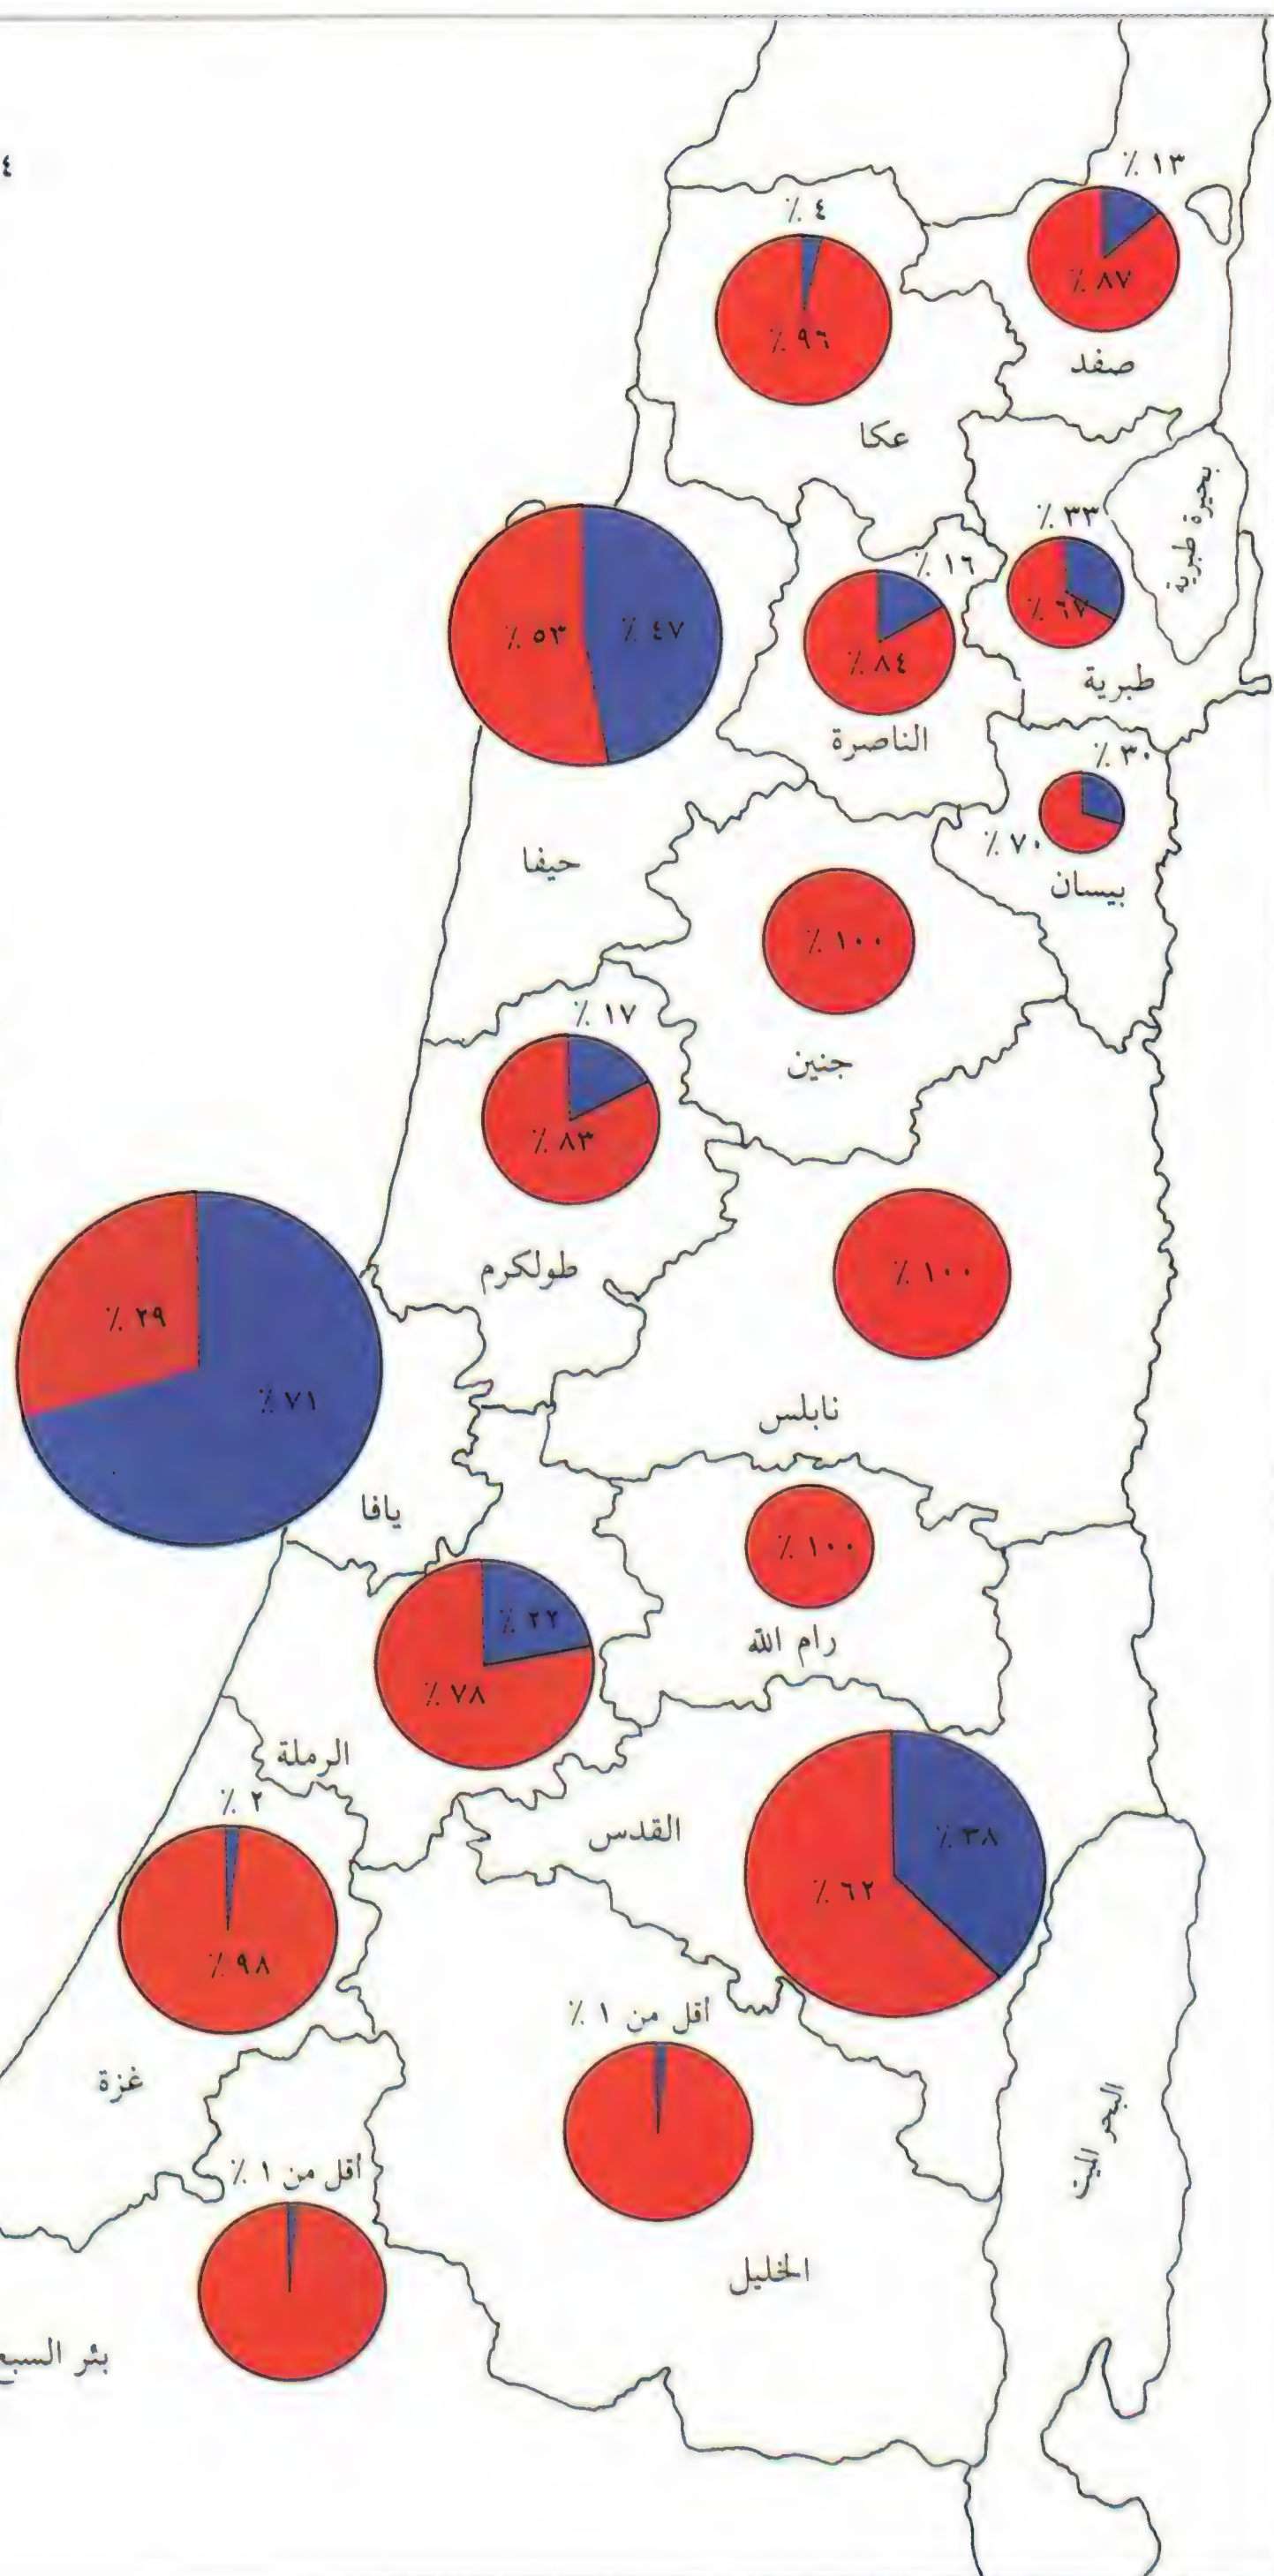 ٤
٪ ١٣
٪ ٨٧
صفد
٪ ٤
٪ ٩٦
عكا
بحيرة طبرية
٪ ٣٣
٪ ٦٧
طبرية
٪ ١٦
٪ ٨٤
الناصرة
٪ ٤٧
٪ ٥٣
حيفا
٪ ٣٠
٪ ٧٠
بيسان
٪ ١٠٠
جنين
٪ ١٧
٪ ٨٣
طولكرم
٪ ١٠٠
نابلس
٪ ٢٩
٪ ٧١
يافا
٪ ١٠٠
رام الله
٪ ٢٢
٪ ٧٨
الرملة
٪ ٣٨
٪ ٦٢
القدس
٪ ٢
٪ ٩٨
غزة
أقل من ١ ٪
الخليل
البحر الميت
أقل من ١ ٪
بئر السبع